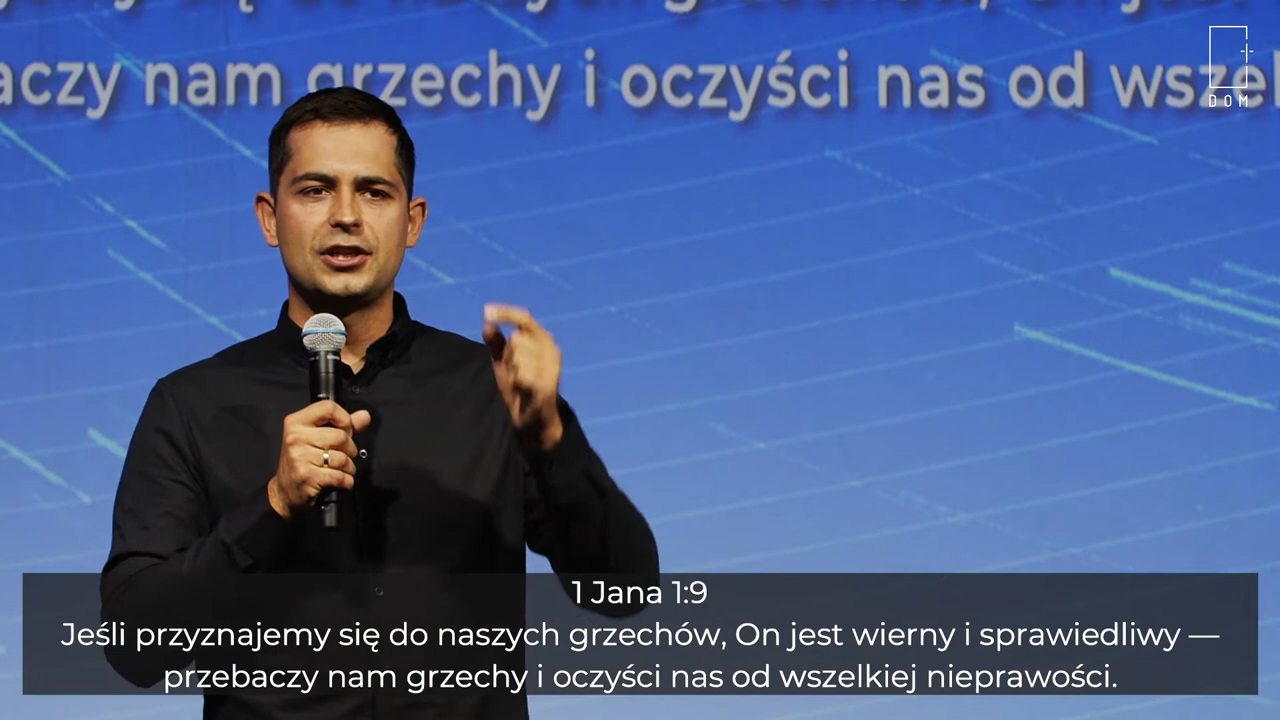 aczy nam grzechy i oczyści nas od wszel
DOM
1 Jana 1:9
Jeśli przyznajemy się do naszych grzechów, On jest wierny i sprawiedliwy —
przebaczy nam grzechy i oczyści nas od wszelkiej nieprawości.